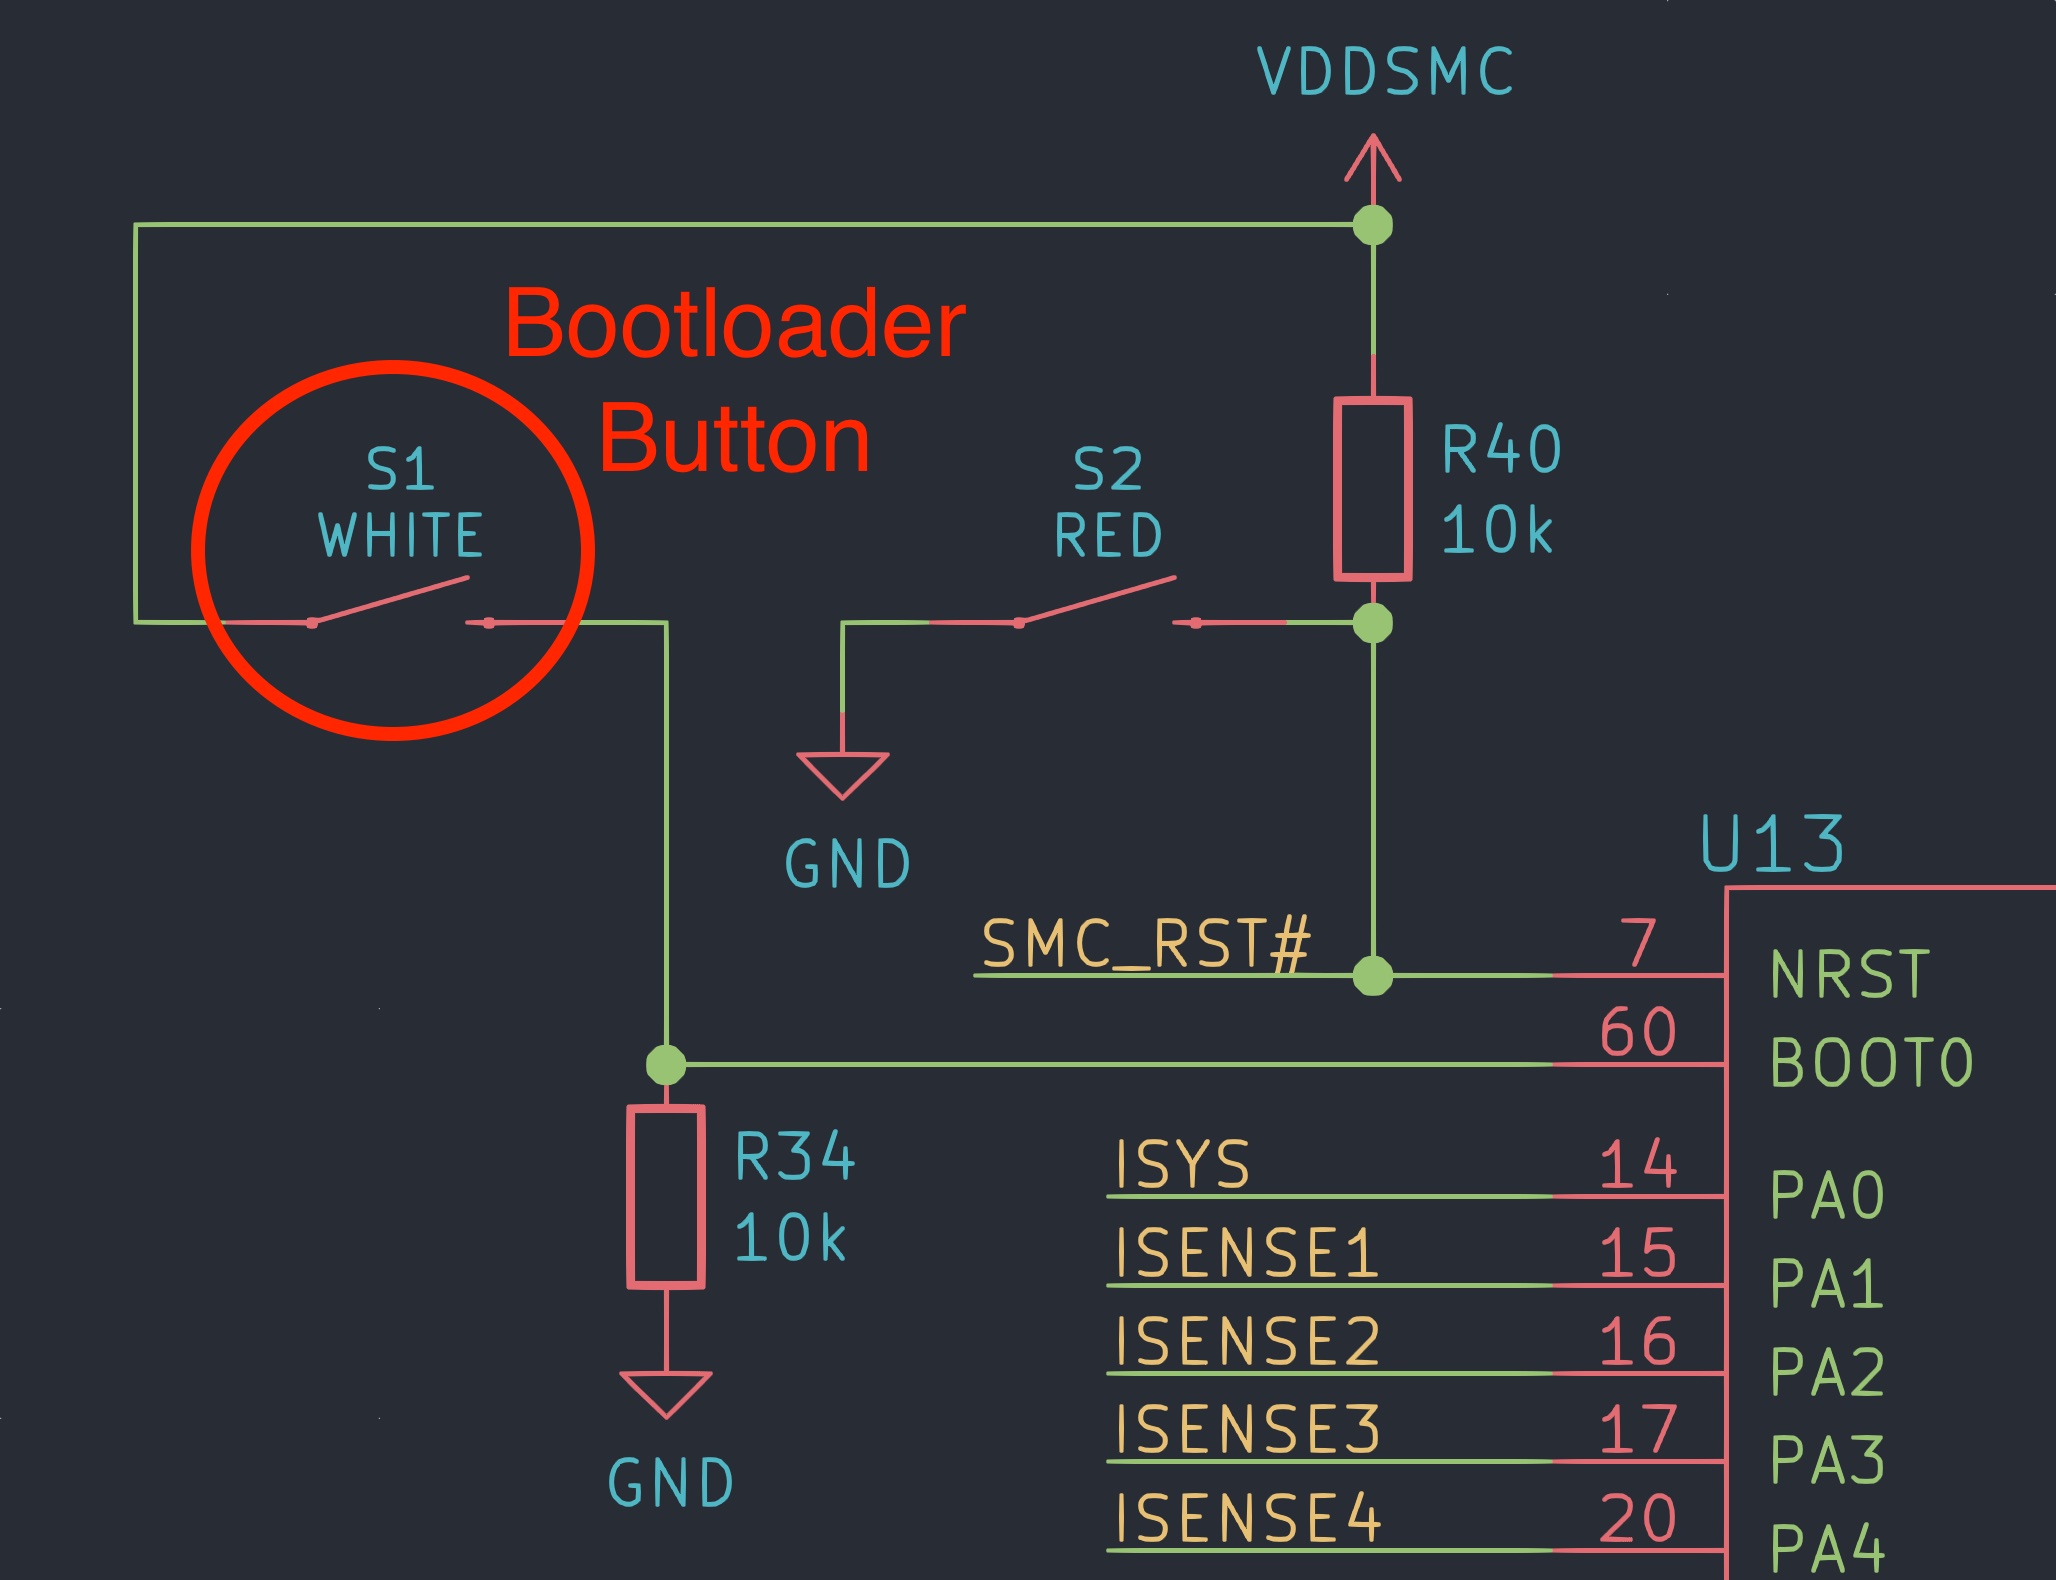 VDDSMC
Bootloader
Button
S1
WHITE
S2
RED
R40
10k
GND
U13
SMC_RST#
7
NRST
60
BOOT0
R34
10k
GND
ISYS
14
PA0
ISENSE1
15
PA1
ISENSE2
16
PA2
ISENSE3
17
PA3
ISENSE4
20
PA4